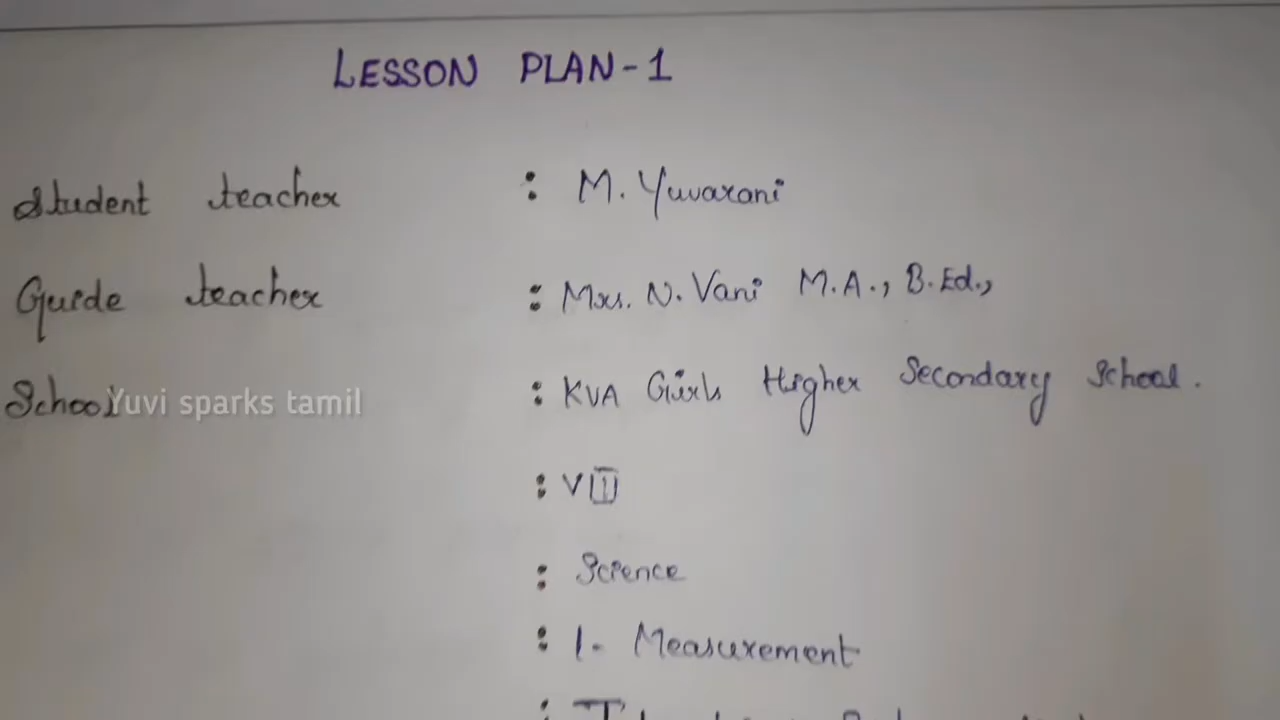 LESSON PLAN-1
Student teacher : M. Yuvarani
Guide teacher : Mrs. N. Vani M.A., B.Ed.,
School : KVA Girls Higher Secondary School.
Yuvi sparks tamil
: VIII
: Science
: 1. Measurement
: